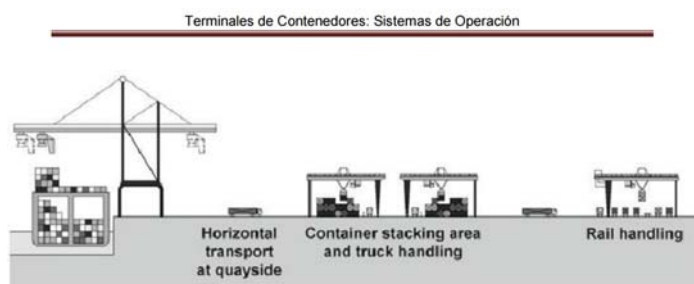 Terminales de Contenedores: Sistemas de Operación
Horizontal
transport
at quayside
Container stacking area
and truck handling
Rail handling